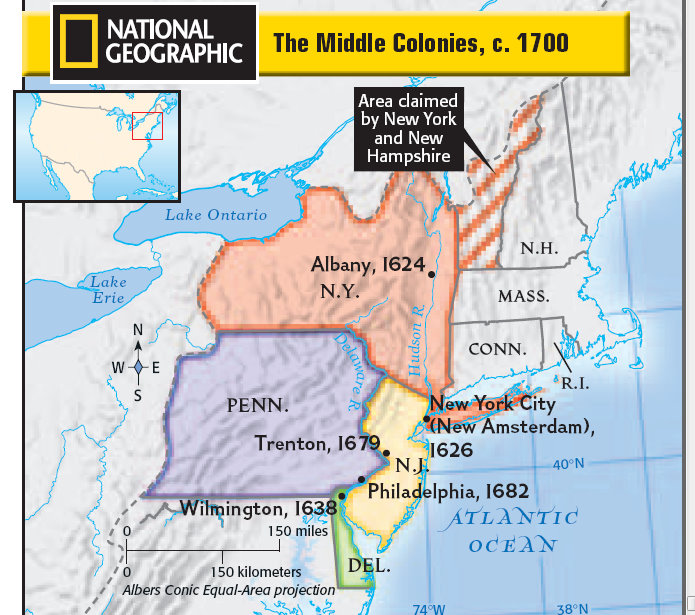 NATIONAL
GEOGRAPHIC
The Middle Colonies, c. 1700
Area claimed
by New York
and New
Hampshire
Lake Ontario
N.H.
Albany, 1624
N.Y.
Lake
Erie
MASS.
Hudson R.
N
W E
S
Delaware R.
CONN.
R.I.
PENN.
New York City
(New Amsterdam),
1626
Trenton, 1679
N.J.
40°N
Philadelphia, 1682
Wilmington, 1638
ATLANTIC
OCEAN
0 150 miles
0 150 kilometers
Albers Conic Equal-Area projection
DEL.
74°W
38°N